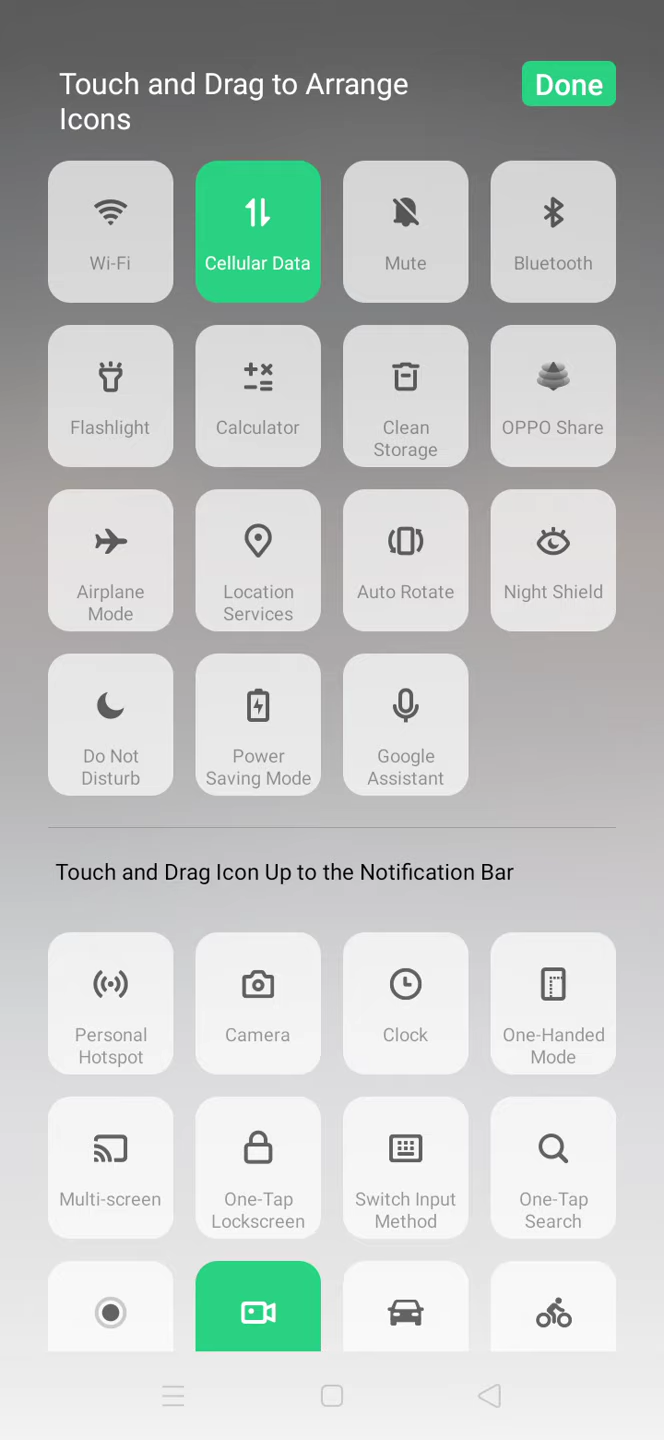 Touch and Drag to Arrange
Icons
Done
Wi-Fi
Cellular Data
Mute
Bluetooth
Flashlight
Calculator
Clean
Storage
OPPO Share
Airplane
Mode
Location
Services
Auto Rotate
Night Shield
Do Not
Disturb
Power
Saving Mode
Google
Assistant
Touch and Drag Icon Up to the Notification Bar
Personal
Hotspot
Camera
Clock
One-Handed
Mode
Multi-screen
One-Tap
Lockscreen
Switch Input
Method
One-Tap
Search